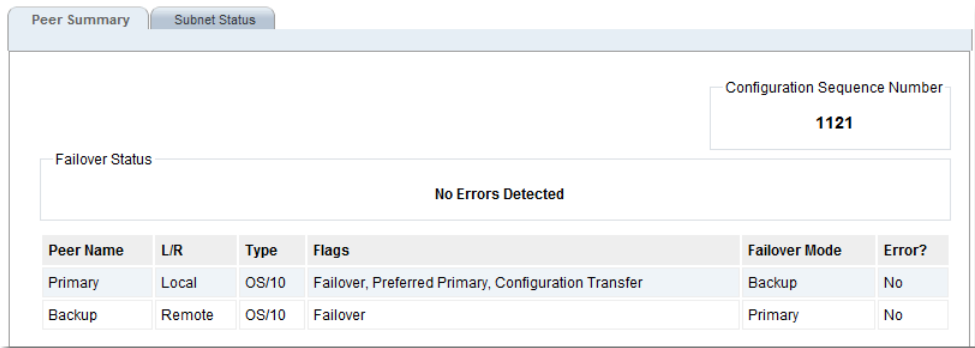 Peer Summary Subnet Status
Configuration Sequence Number
1121
Failover Status
No Errors Detected
Peer Name L/R Type Flags Failover Mode Error?
Primary Local OS/10 Failover, Preferred Primary, Configuration Transfer Backup No
Backup Remote OS/10 Failover Primary No